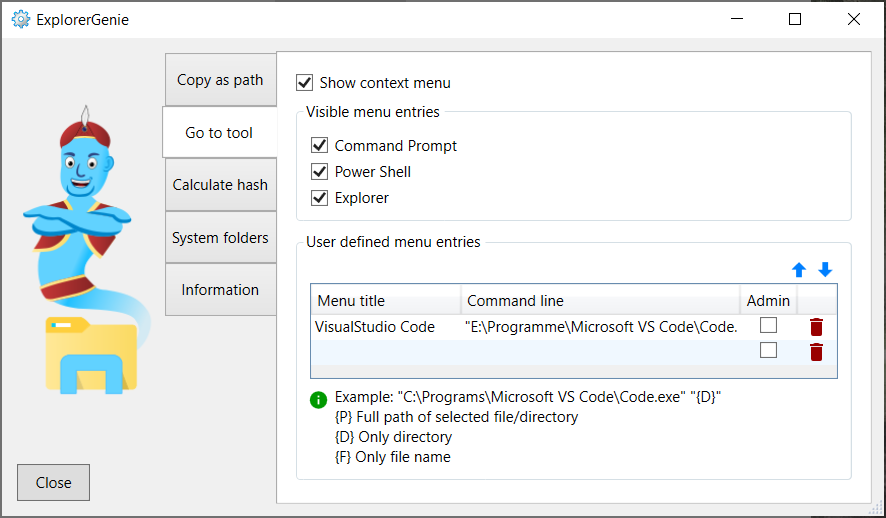 ExplorerGenie
Copy as path
Go to tool
Calculate hash
System folders
Information
Close
Show context menu
Visible menu entries
Command Prompt
Power Shell
Explorer
User defined menu entries
Menu title Command line Admin
VisualStudio Code "E:\Programme\Microsoft VS Code\Code.
Example: "C:\Programs\Microsoft VS Code\Code.exe" "{D}"
{P} Full path of selected file/directory
{D} Only directory
{F} Only file name